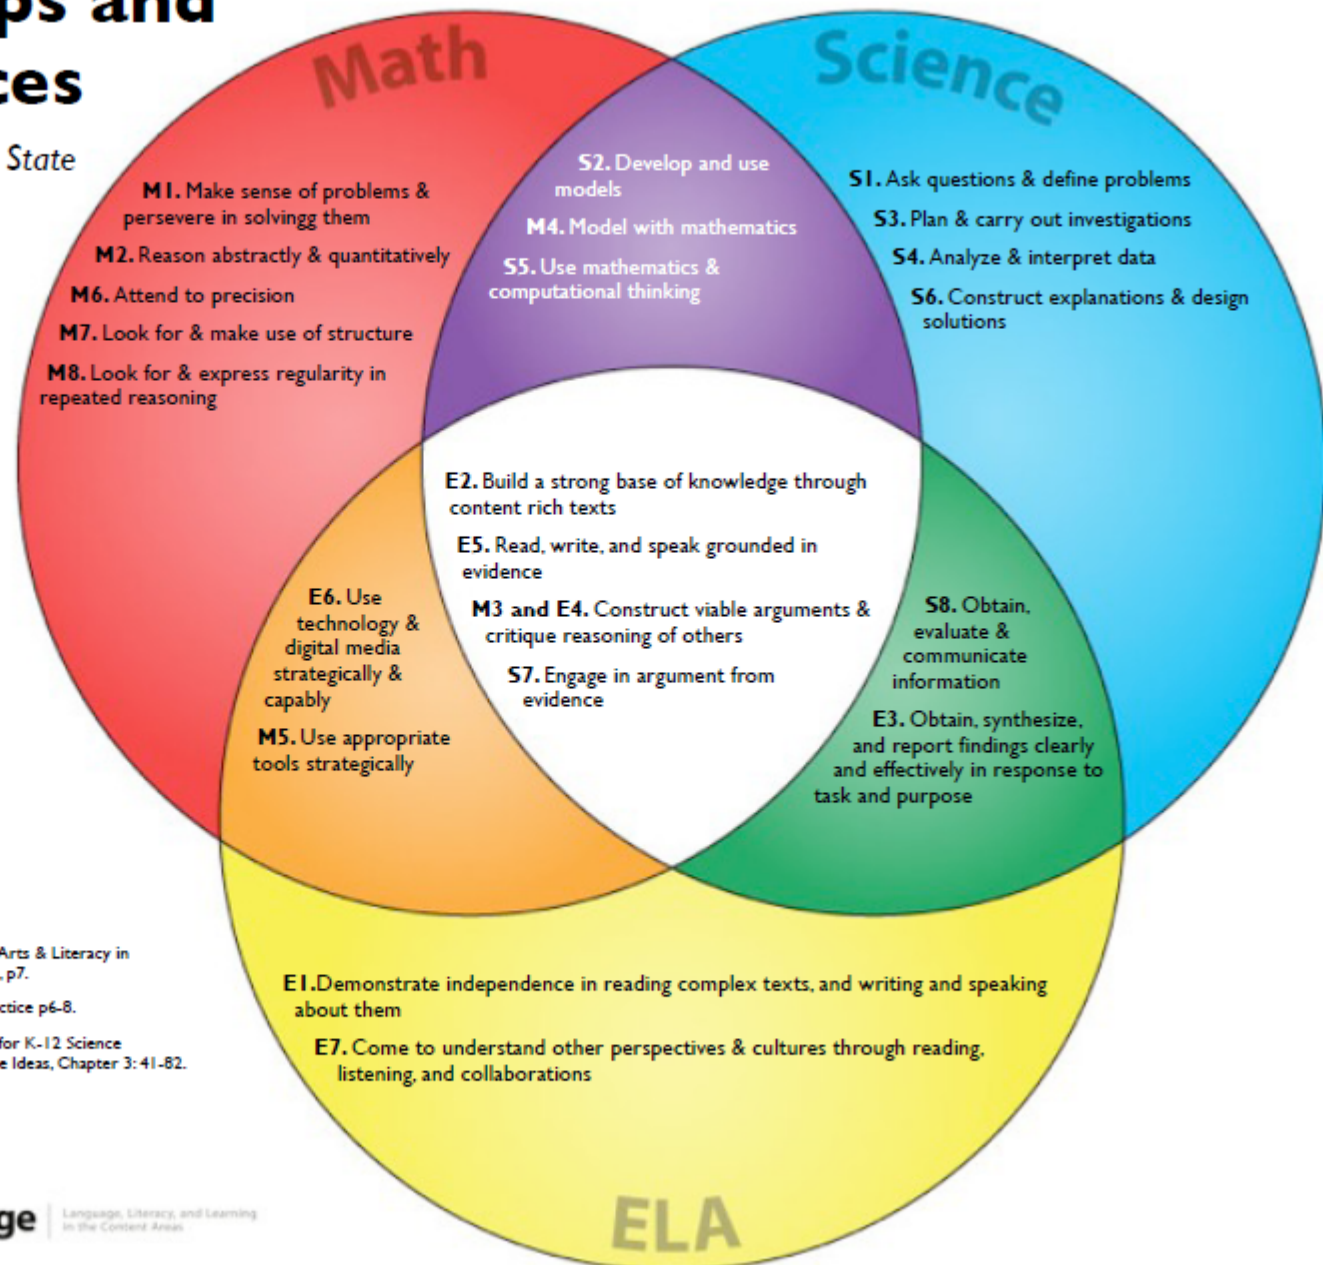 ps and
ces
State
Math
Science
M1. Make sense of problems &
persevere in solvingg them
M2. Reason abstractly & quantitatively
M6. Attend to precision
M7. Look for & make use of structure
M8. Look for & express regularity in
repeated reasoning
S2. Develop and use
models
M4. Model with mathematics
S5. Use mathematics &
computational thinking
S1. Ask questions & define problems
S3. Plan & carry out investigations
S4. Analyze & interpret data
S6. Construct explanations & design
solutions
E2. Build a strong base of knowledge through
content rich texts
E5. Read, write, and speak grounded in
evidence
M3 and E4. Construct viable arguments &
critique reasoning of others
S7. Engage in argument from
evidence
E6. Use
technology &
digital media
strategically &
capably
M5. Use appropriate
tools strategically
S8. Obtain,
evaluate &
communicate
information
E3. Obtain, synthesize,
and report findings clearly
and effectively in response to
task and purpose
E1.Demonstrate independence in reading complex texts, and writing and speaking
about them
E7. Come to understand other perspectives & cultures through reading,
listening, and collaborations
ELA
Arts & Literacy in
, p7.
ctice p6-8.
for K-12 Science
e Ideas, Chapter 3: 41-82.
ge
Language, Literacy, and Learning
in the Content Areas